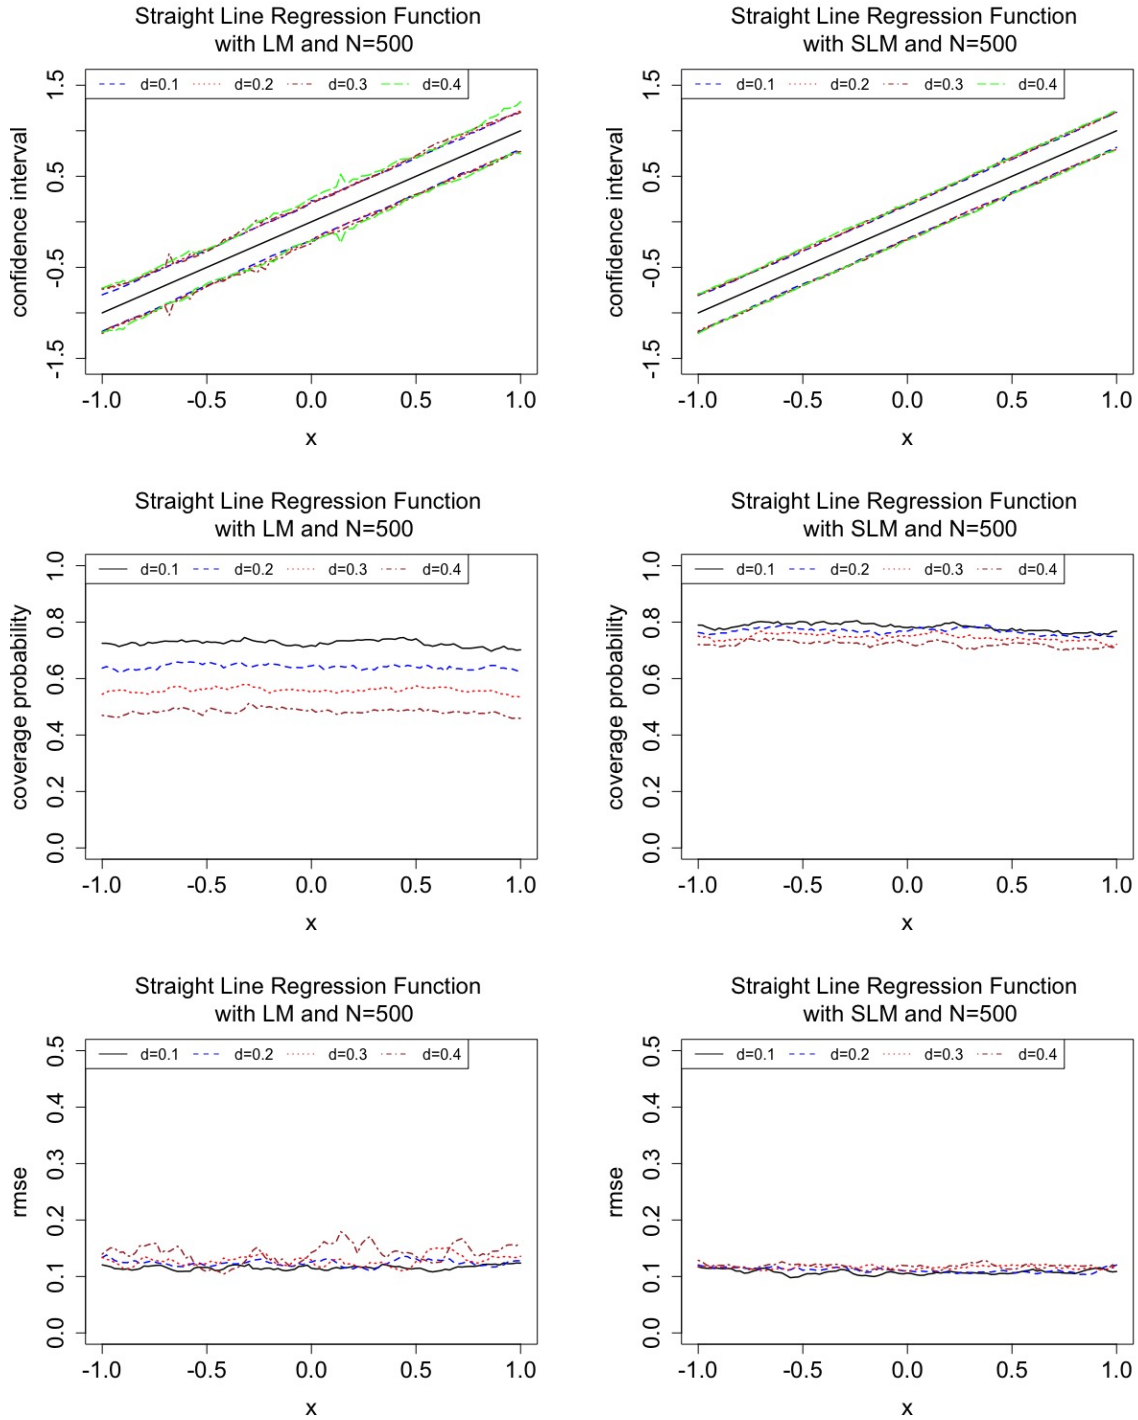 Straight Line Regression Function
with LM and N=500
d=0.1 d=0.2 d=0.3 d=0.4
confidence interval
1.5
0.5
-0.5
-1.5
-1.0 -0.5 0.0 0.5 1.0
x
Straight Line Regression Function
with SLM and N=500
d=0.1 d=0.2 d=0.3 d=0.4
confidence interval
1.5
0.5
-0.5
-1.5
-1.0 -0.5 0.0 0.5 1.0
x
Straight Line Regression Function
with LM and N=500
d=0.1 d=0.2 d=0.3 d=0.4
coverage probability
1.0
0.8
0.6
0.4
0.2
0.0
-1.0 -0.5 0.0 0.5 1.0
x
Straight Line Regression Function
with SLM and N=500
d=0.1 d=0.2 d=0.3 d=0.4
coverage probability
1.0
0.8
0.6
0.4
0.2
0.0
-1.0 -0.5 0.0 0.5 1.0
x
Straight Line Regression Function
with LM and N=500
d=0.1 d=0.2 d=0.3 d=0.4
rmse
0.5
0.4
0.3
0.2
0.1
0.0
-1.0 -0.5 0.0 0.5 1.0
x
Straight Line Regression Function
with SLM and N=500
d=0.1 d=0.2 d=0.3 d=0.4
rmse
0.5
0.4
0.3
0.2
0.1
0.0
-1.0 -0.5 0.0 0.5 1.0
x